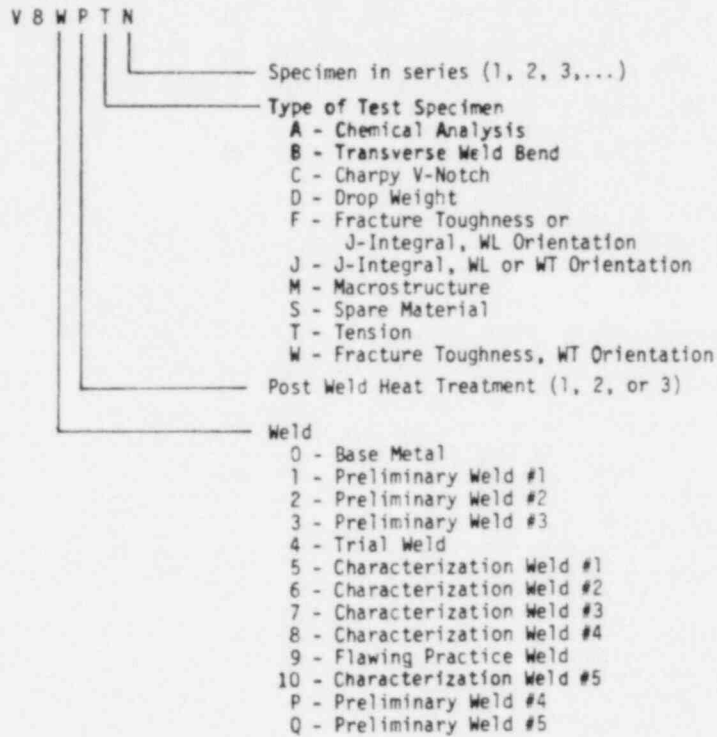 V 8 W P T N
Specimen in series (1, 2, 3,...)
Type of Test Specimen
A - Chemical Analysis
B - Transverse Weld Bend
C - Charpy V-Notch
D - Drop Weight
F - Fracture Toughness or
J-Integral, WL Orientation
J - J-Integral, WL or WT Orientation
M - Macrostructure
S - Spare Material
T - Tension
W - Fracture Toughness, WT Orientation
Post Weld Heat Treatment (1, 2, or 3)
Weld
0 - Base Metal
1 - Preliminary Weld #1
2 - Preliminary Weld #2
3 - Preliminary Weld #3
4 - Trial Weld
5 - Characterization Weld #1
6 - Characterization Weld #2
7 - Characterization Weld #3
8 - Characterization Weld #4
9 - Flawing Practice Weld
10 - Characterization Weld #5
P - Preliminary Weld #4
Q - Preliminary Weld #5